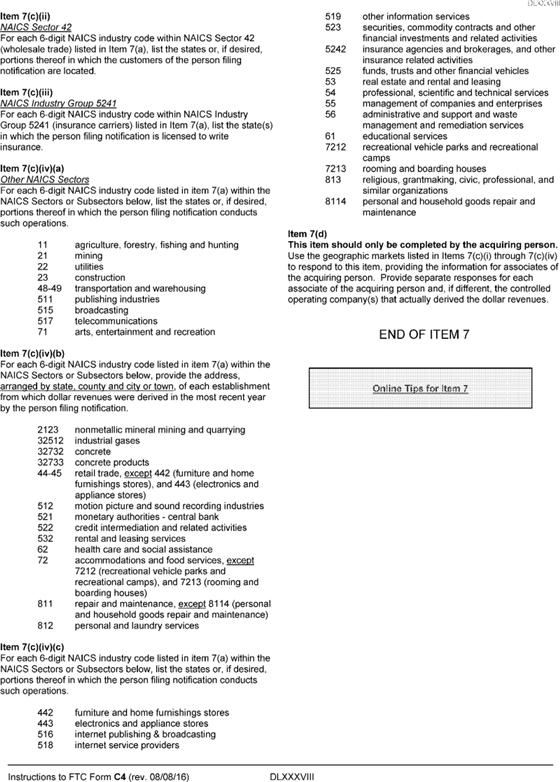 DLXXVIII
Item 7(c)(ii)
NAICS Sector 42
For each 6-digit NAICS industry code within NAICS Sector 42
(wholesale trade) listed in Item 7(a), list the states or, if desired,
portions thereof in which the customers of the person filing
notification are located.
Item 7(c)(iii)
NAICS Industry Group 5241
For each 6-digit NAICS industry code within NAICS Industry
Group 5241 (insurance carriers) listed in Item 7(a), list the state(s)
in which the person filing notification is licensed to write
insurance.
Item 7(c)(iv)(a)
Other NAICS Sectors
For each 6-digit NAICS industry code listed in item 7(a) within the
NAICS Sectors or Subsectors below, list the states or, if desired,
portions thereof in which the person filing notification conducts
such operations.
11 agriculture, forestry, fishing and hunting
21 mining
22 utilities
23 construction
48-49 transportation and warehousing
511 publishing industries
515 broadcasting
517 telecommunications
71 arts, entertainment and recreation
Item 7(c)(iv)(b)
For each 6-digit NAICS industry code listed in item 7(a) within the
NAICS Sectors or Subsectors below, provide the address,
arranged by state, county and city or town, of each establishment
from which dollar revenues were derived in the most recent year
by the person filing notification.
2123 nonmetallic mineral mining and quarrying
32512 industrial gases
32732 concrete
32733 concrete products
44-45 retail trade, except 442 (furniture and home
furnishings stores), and 443 (electronics and
appliance stores)
512 motion picture and sound recording industries
521 monetary authorities - central bank
522 credit intermediation and related activities
532 rental and leasing services
62 health care and social assistance
72 accommodations and food services, except
7212 (recreational vehicle parks and
recreational camps), and 7213 (rooming and
boarding houses)
811 repair and maintenance, except 8114 (personal
and household goods repair and maintenance)
812 personal and laundry services
Item 7(c)(iv)(c)
For each 6-digit NAICS industry code listed in item 7(a) within the
NAICS Sectors or Subsectors below, list the states or, if desired,
portions thereof in which the person filing notification conducts
such operations.
442 furniture and home furnishings stores
443 electronics and appliance stores
516 internet publishing & broadcasting
518 internet service providers
519 other information services
523 securities, commodity contracts and other
financial investments and related activities
5242 insurance agencies and brokerages, and other
insurance related activities
525 funds, trusts and other financial vehicles
53 real estate and rental and leasing
54 professional, scientific and technical services
55 management of companies and enterprises
56 administrative and support and waste
management and remediation services
61 educational services
7212 recreational vehicle parks and recreational
camps
7213 rooming and boarding houses
813 religious, grantmaking, civic, professional, and
similar organizations
8114 personal and household goods repair and
maintenance
Item 7(d)
This item should only be completed by the acquiring person.
Use the geographic markets listed in Items 7(c)(i) through 7(c)(iv)
to respond to this item, providing the information for associates of
the acquiring person. Provide separate responses for each
associate of the acquiring person and, if different, the controlled
operating company(s) that actually derived the dollar revenues.
END OF ITEM 7
Online Tips for Item 7
Instructions to FTC Form C4 (rev. 08/08/16) DLXXXVIII